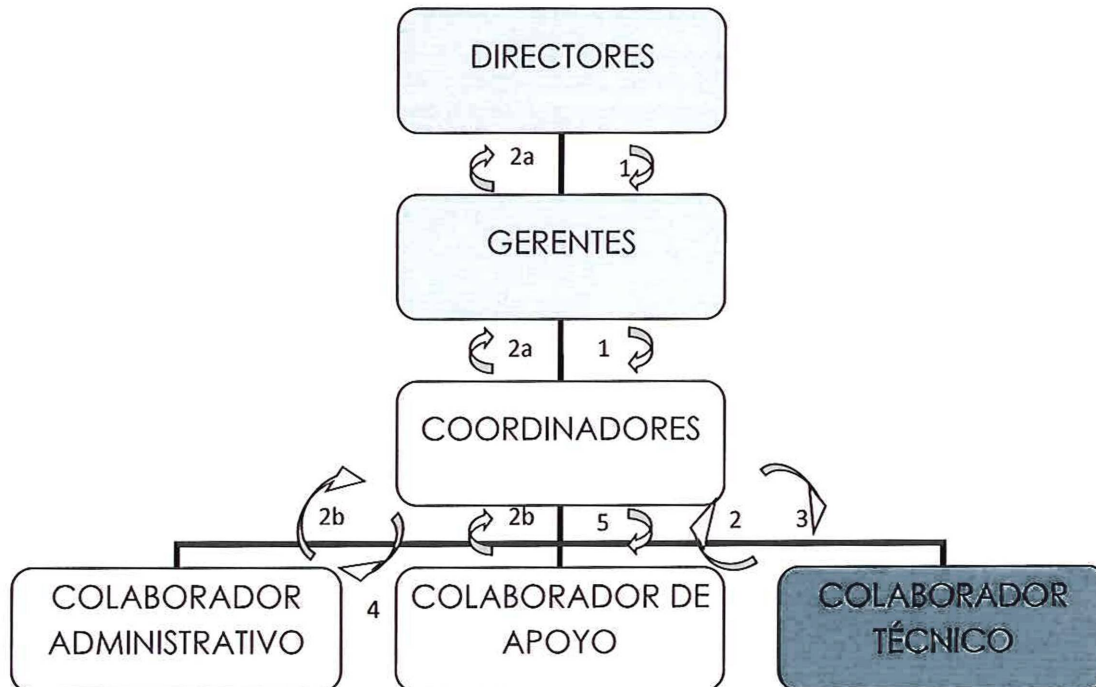 DIRECTORES
2a
1
GERENTES
2a
1
COORDINADORES
2b
2b
5
2
3
4
COLABORADOR
ADMINISTRATIVO
COLABORADOR DE
APOYO
COLABORADOR
TÉCNICO